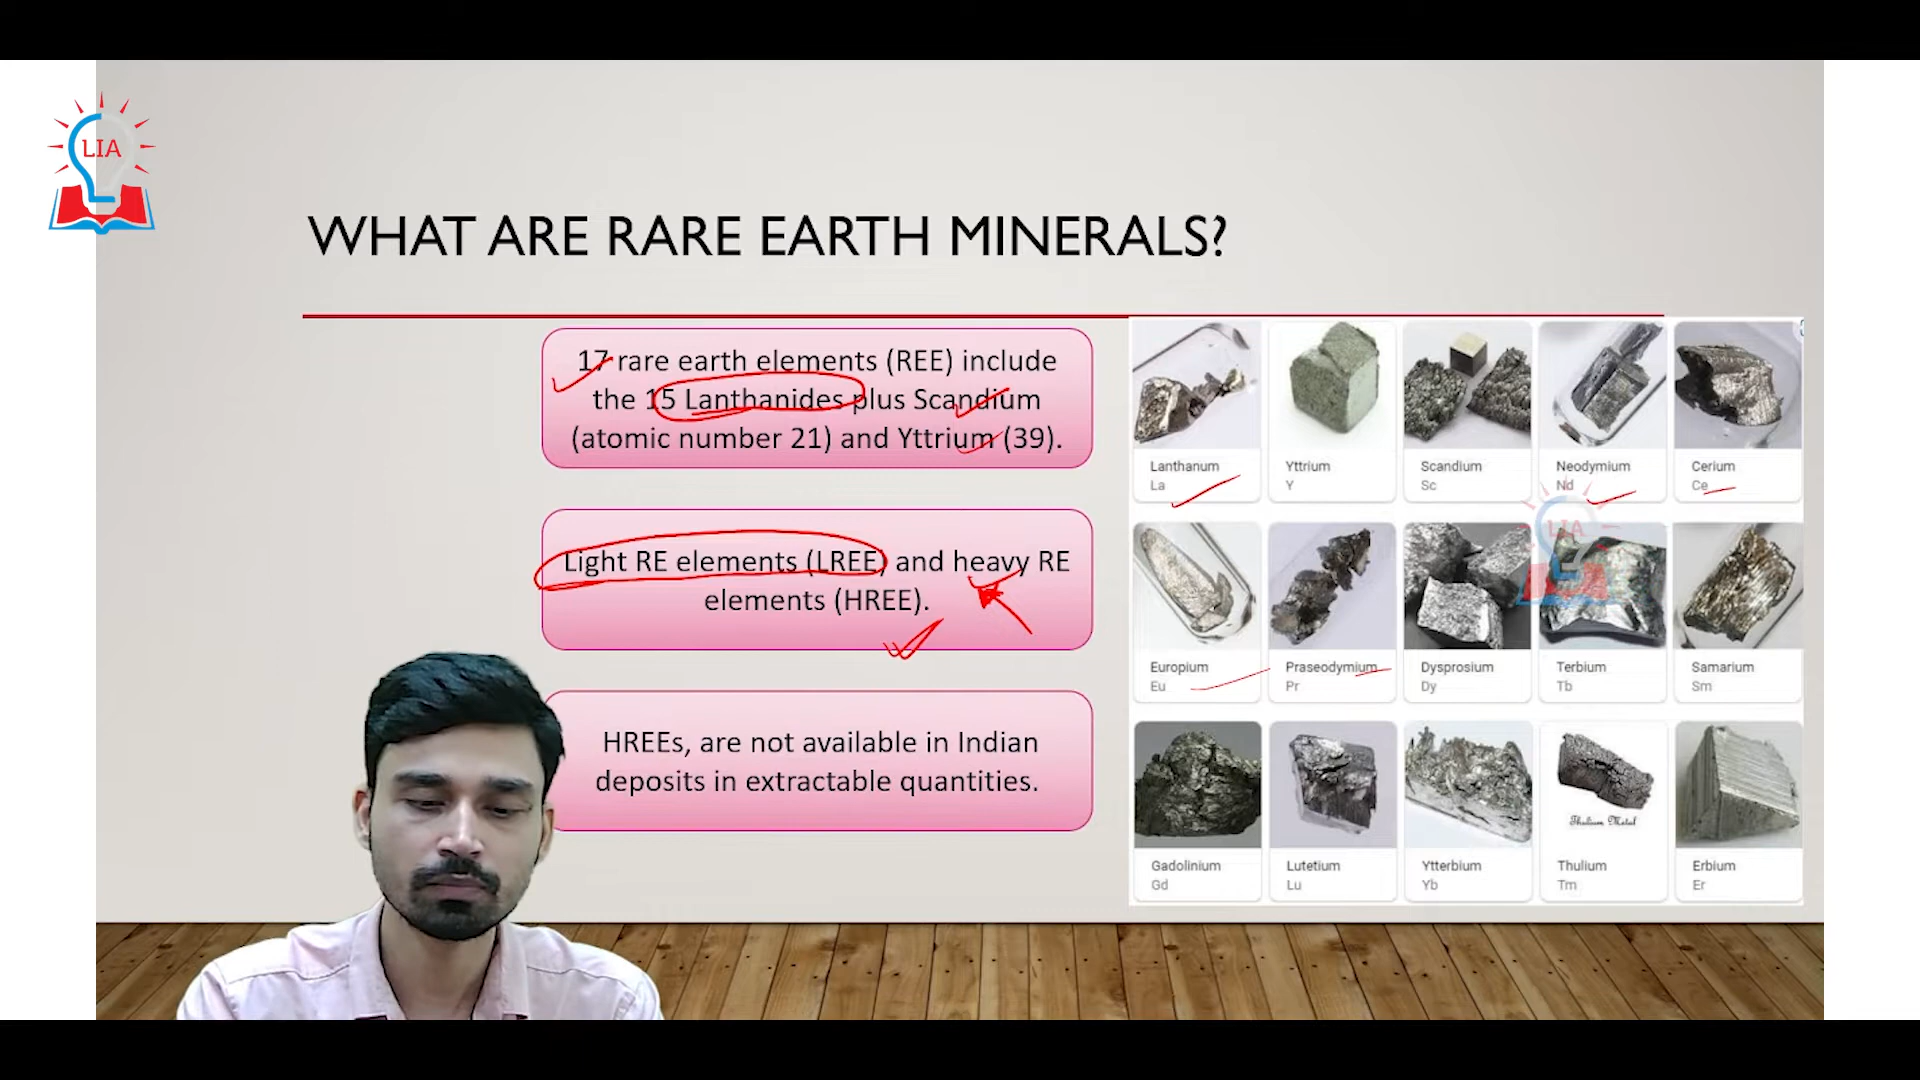 LIA
WHAT ARE RARE EARTH MINERALS?
17 rare earth elements (REE) include
the 15 Lanthanides plus Scandium
(atomic number 21) and Yttrium (39).
Light RE elements (LREE) and heavy RE
elements (HREE).
HREEs, are not available in Indian
deposits in extractable quantities.
Lanthanum
La
Yttrium
Y
Scandium
Sc
Neodymium
Nd
Cerium
Ce
LIA
Europium
Eu
Praseodymium
Pr
Dysprosium
Dy
Terbium
Tb
Samarium
Sm
Gadolinium
Gd
Lutetium
Lu
Ytterbium
Yb
Thulium Metal
Thulium
Tm
Erbium
Er